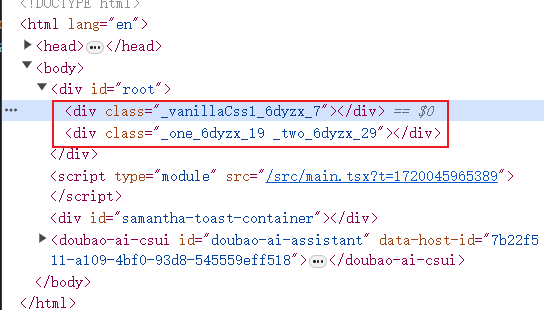 <!DOCTYPE html>
<html lang="en">
▶ <head> ⋯ </head>
▼ <body>
▼ <div id="root">
⋯ <div class="_vanillaCss1_6dyzx_7"></div> == $0
<div class="_one_6dyzx_19 _two_6dyzx_29"></div>
</div>
<script type="module" src="/src/main.tsx?t=1720045965389">
</script>
<div id="samantha-toast-container"></div>
▶ <doubao-ai-csui id="doubao-ai-assistant" data-host-id="7b22f5
11-a109-4bf0-93d8-545559eff518"> ⋯ </doubao-ai-csui>
</body>
</html>